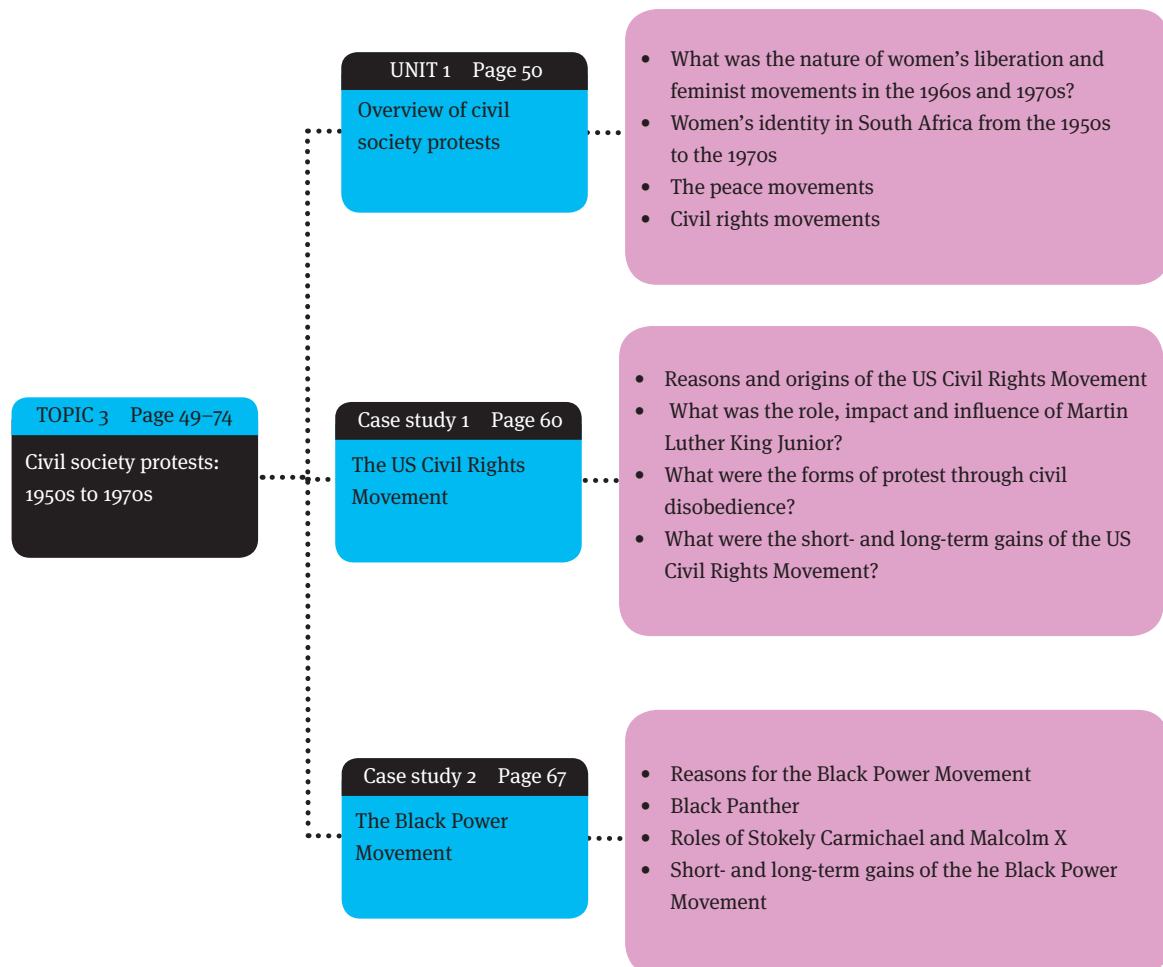 UNIT 1 Page 50
Overview of civil
society protests
• What was the nature of women’s liberation and
feminist movements in the 1960s and 1970s?
• Women’s identity in South Africa from the 1950s
to the 1970s
• The peace movements
• Civil rights movements
TOPIC 3 Page 49–74
Civil society protests:
1950s to 1970s
Case study 1 Page 60
The US Civil Rights
Movement
• Reasons and origins of the US Civil Rights Movement
• What was the role, impact and influence of Martin
Luther King Junior?
• What were the forms of protest through civil
disobedience?
• What were the short- and long-term gains of the US
Civil Rights Movement?
Case study 2 Page 67
The Black Power
Movement
• Reasons for the Black Power Movement
• Black Panther
• Roles of Stokely Carmichael and Malcolm X
• Short- and long-term gains of the he Black Power
Movement